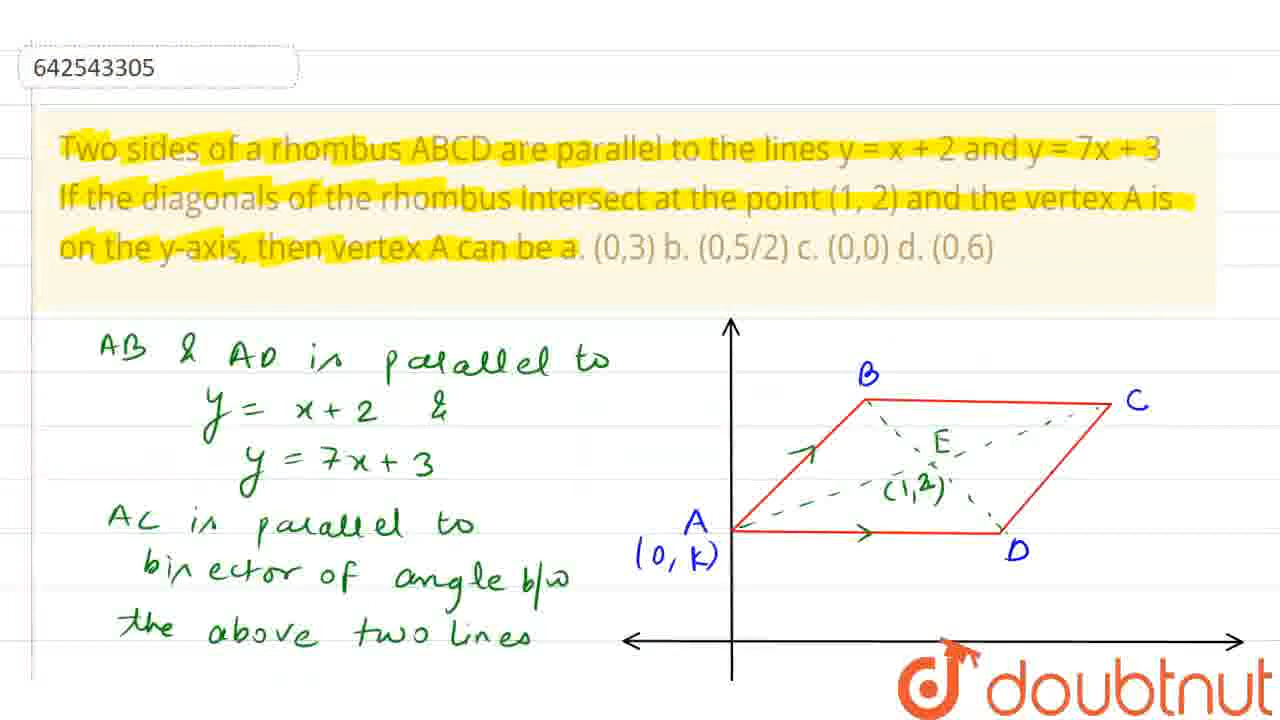 642543305
Two sides of a rhombus ABCD are parallel to the lines y = x + 2 and y = 7x + 3
If the diagonals of the rhombus intersect at the point (1, 2) and the vertex A is
on the y-axis, then vertex A can be a. (0,3) b. (0,5/2) c. (0,0) d. (0,6)
AB & AD is parallel to
y = x + 2 &
y = 7x + 3
AC is parallel to
bisector of angle b/w
the above two lines
B
C
E
(1,2)
A
(0, k)
D
doubtnut